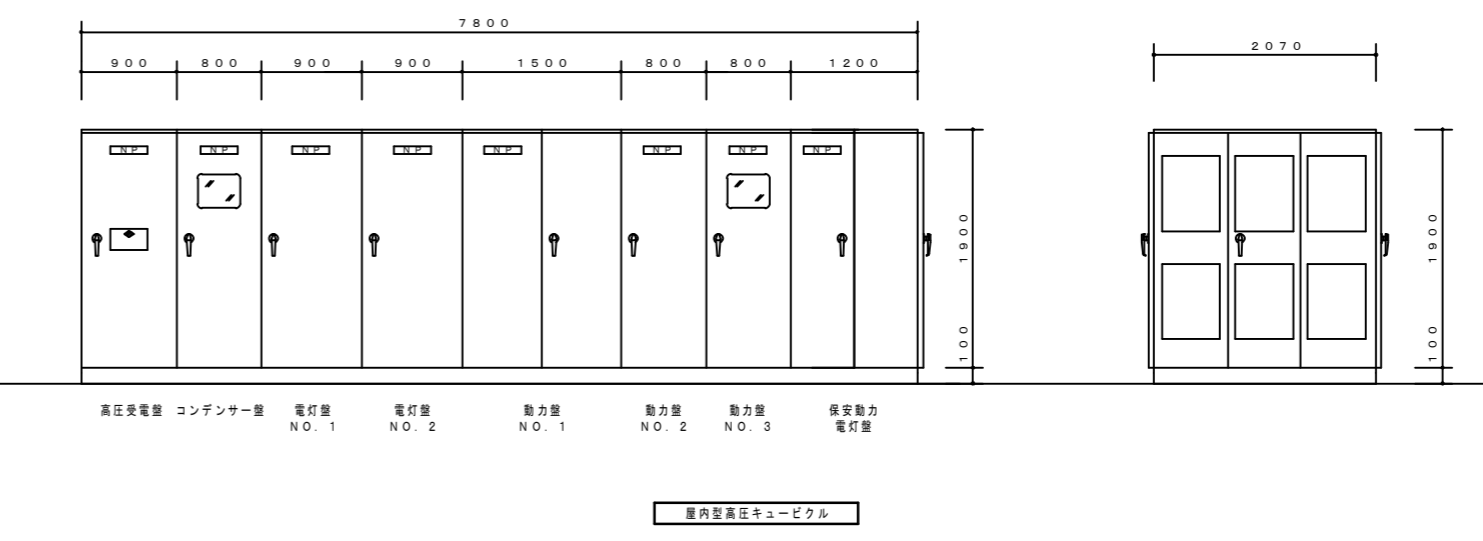 7800
2070
900 800 900 900 1500 800 800 1200
NP NP NP NP NP NP NP NP
1900
100
1900
100
高圧受電盤 コンデンサー盤 電灯盤 電灯盤 動力盤 動力盤 動力盤 保安動力
NO. 1 NO. 2 NO. 1 NO. 2 NO. 3 電灯盤
屋内型高圧キュービクル